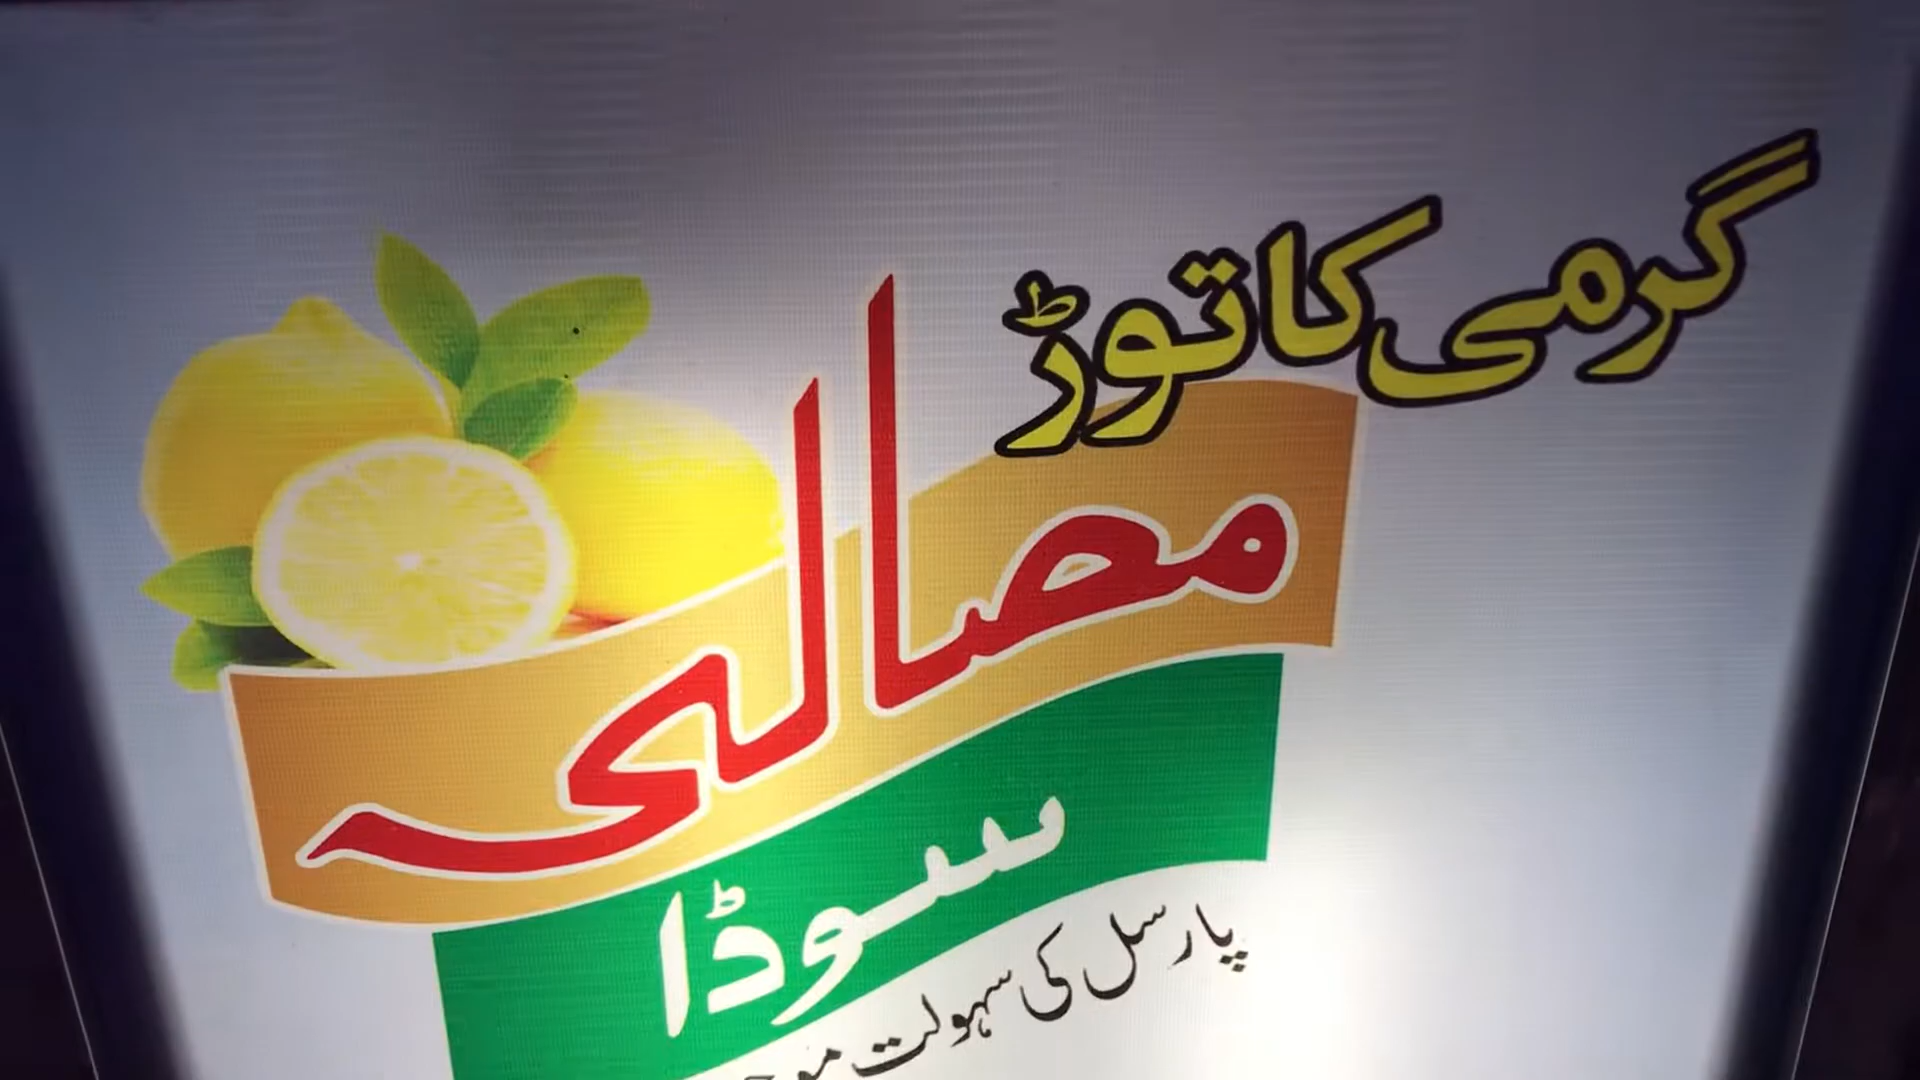 گرمی کا توڑ
مصالحی
سوڈا
پارسل کی سہولت